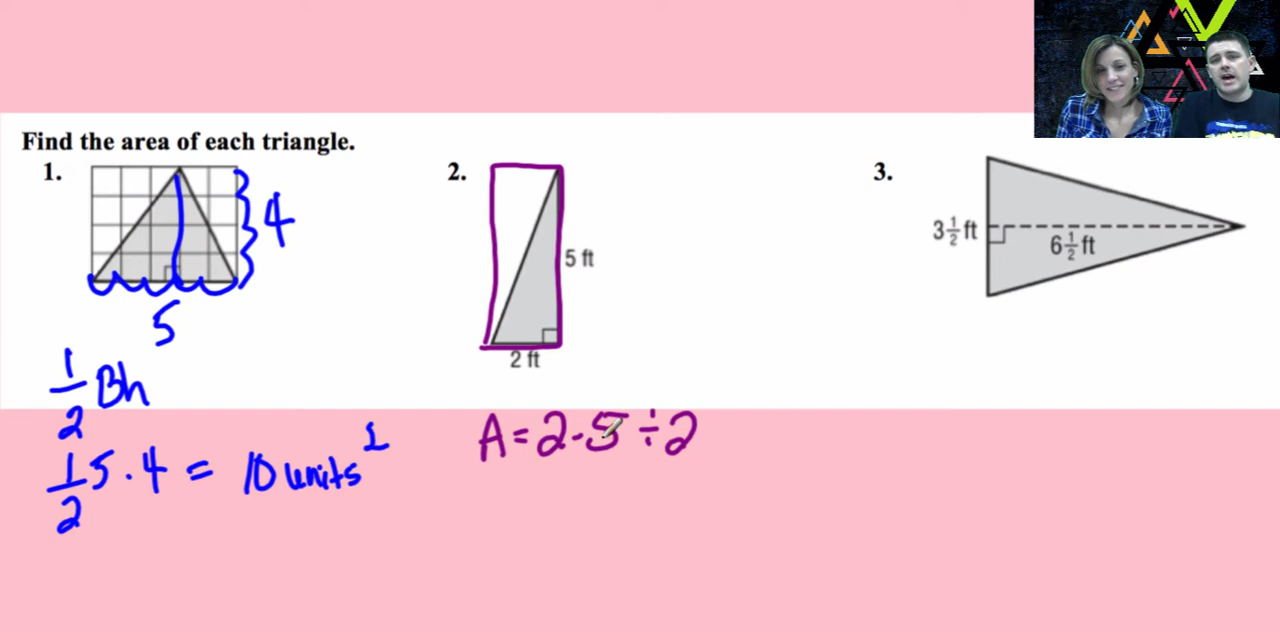 Find the area of each triangle.
1.
4
5
1/2 Bh
1/2 5 · 4 = 10 units²
2.
5 ft
2 ft
A = 2 · 5 ÷ 2
3.
3 1/2 ft
6 1/2 ft